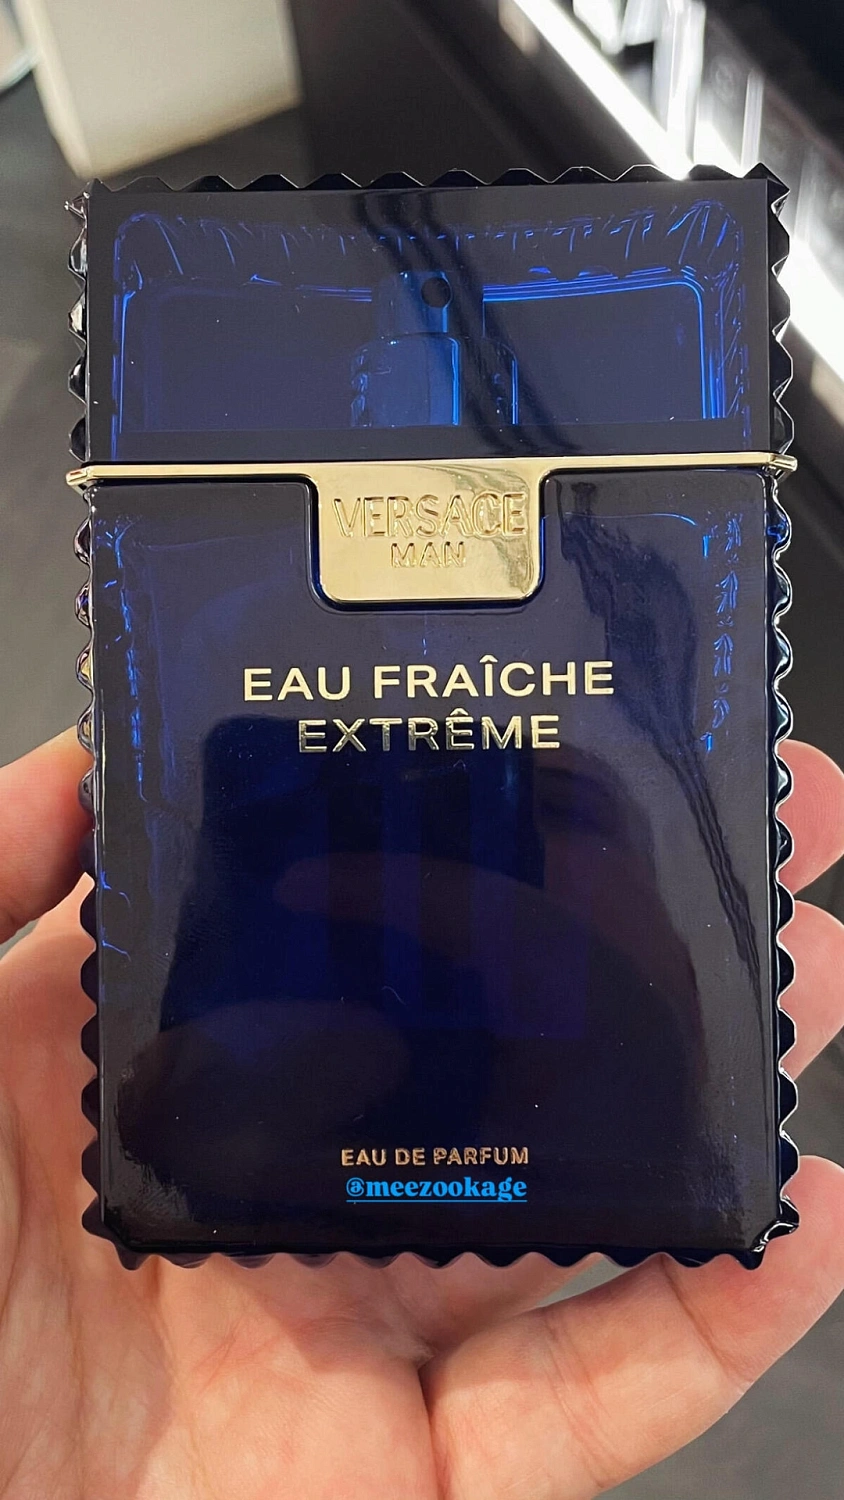 VERSACE
MAN
EAU FRAÎCHE
EXTRÊME
EAU DE PARFUM
@meezookage